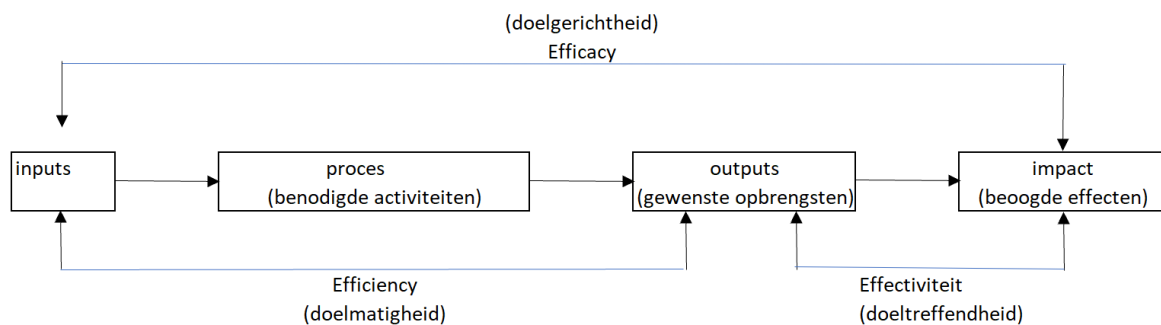 (doelgerichtheid)
Efficacy
inputs
proces
(benodigde activiteiten)
outputs
(gewenste opbrengsten)
impact
(beoogde effecten)
Efficiency
(doelmatigheid)
Effectiviteit
(doeltreffendheid)